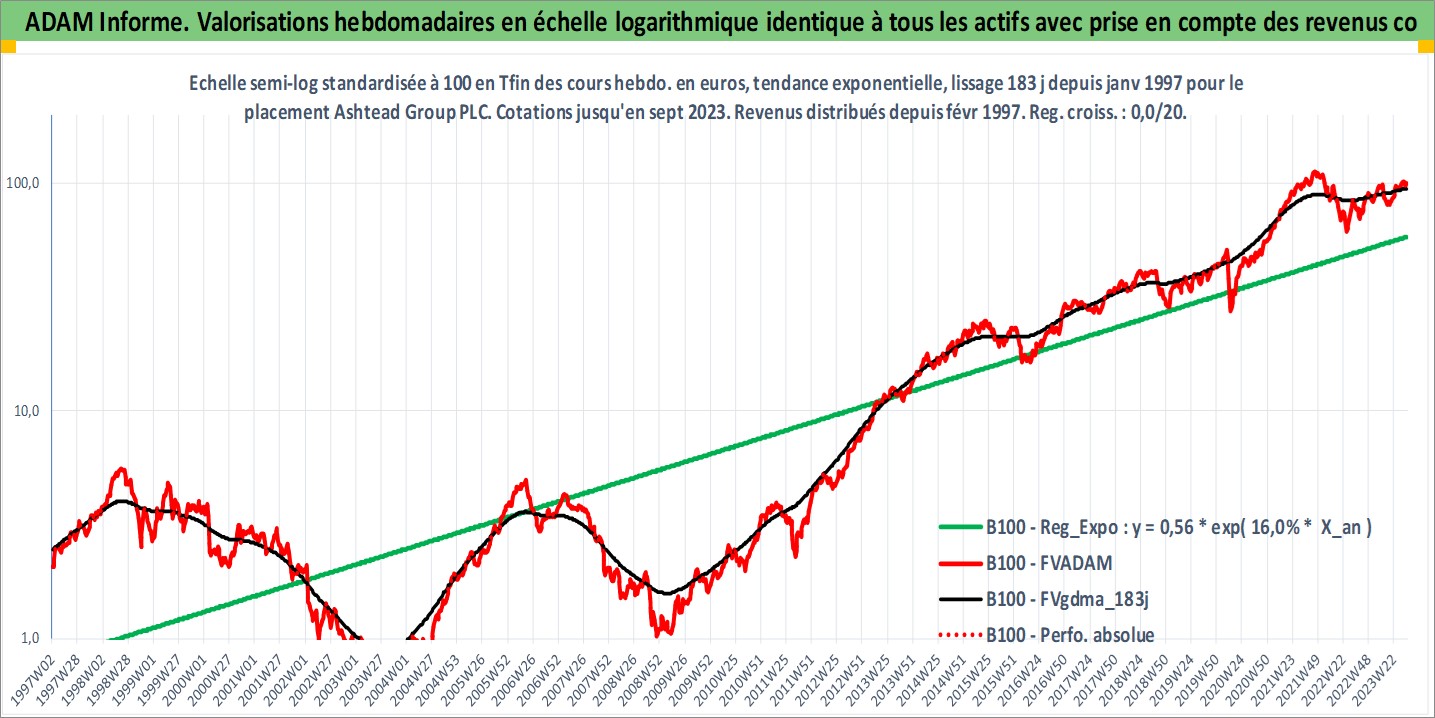 ADAM Informe. Valorisations hebdomadaires en échelle logarithmique identique à tous les actifs avec prise en compte des revenus co
Echelle semi-log standardisée à 100 en Tfin des cours hebdo. en euros, tendance exponentielle, lissage 183 j depuis janv 1997 pour le
placement Ashtead Group PLC. Cotations jusqu'en sept 2023. Revenus distribués depuis févr 1997. Reg. croiss. : 0,0/20.
100,0
10,0
1,0
B100 - Reg_Expo : y = 0,56 * exp( 16,0% * X_an )
B100 - FVADAM
B100 - FVgdma_183j
B100 - Perfo. absolue
1997W02
1997W28
1998W02
1998W28
1999W01
1999W27
2000W01
2000W27
2001W01
2001W27
2002W01
2002W27
2003W01
2003W27
2004W01
2004W27
2004W53
2005W26
2005W52
2006W26
2006W52
2007W26
2007W52
2008W26
2008W52
2009W26
2009W52
2010W25
2010W51
2011W25
2011W51
2012W25
2012W51
2013W25
2013W51
2014W25
2014W51
2015W25
2015W51
2016W24
2016W50
2017W24
2017W50
2018W24
2018W50
2019W24
2019W50
2020W24
2020W50
2021W23
2021W49
2022W22
2022W48
2023W22